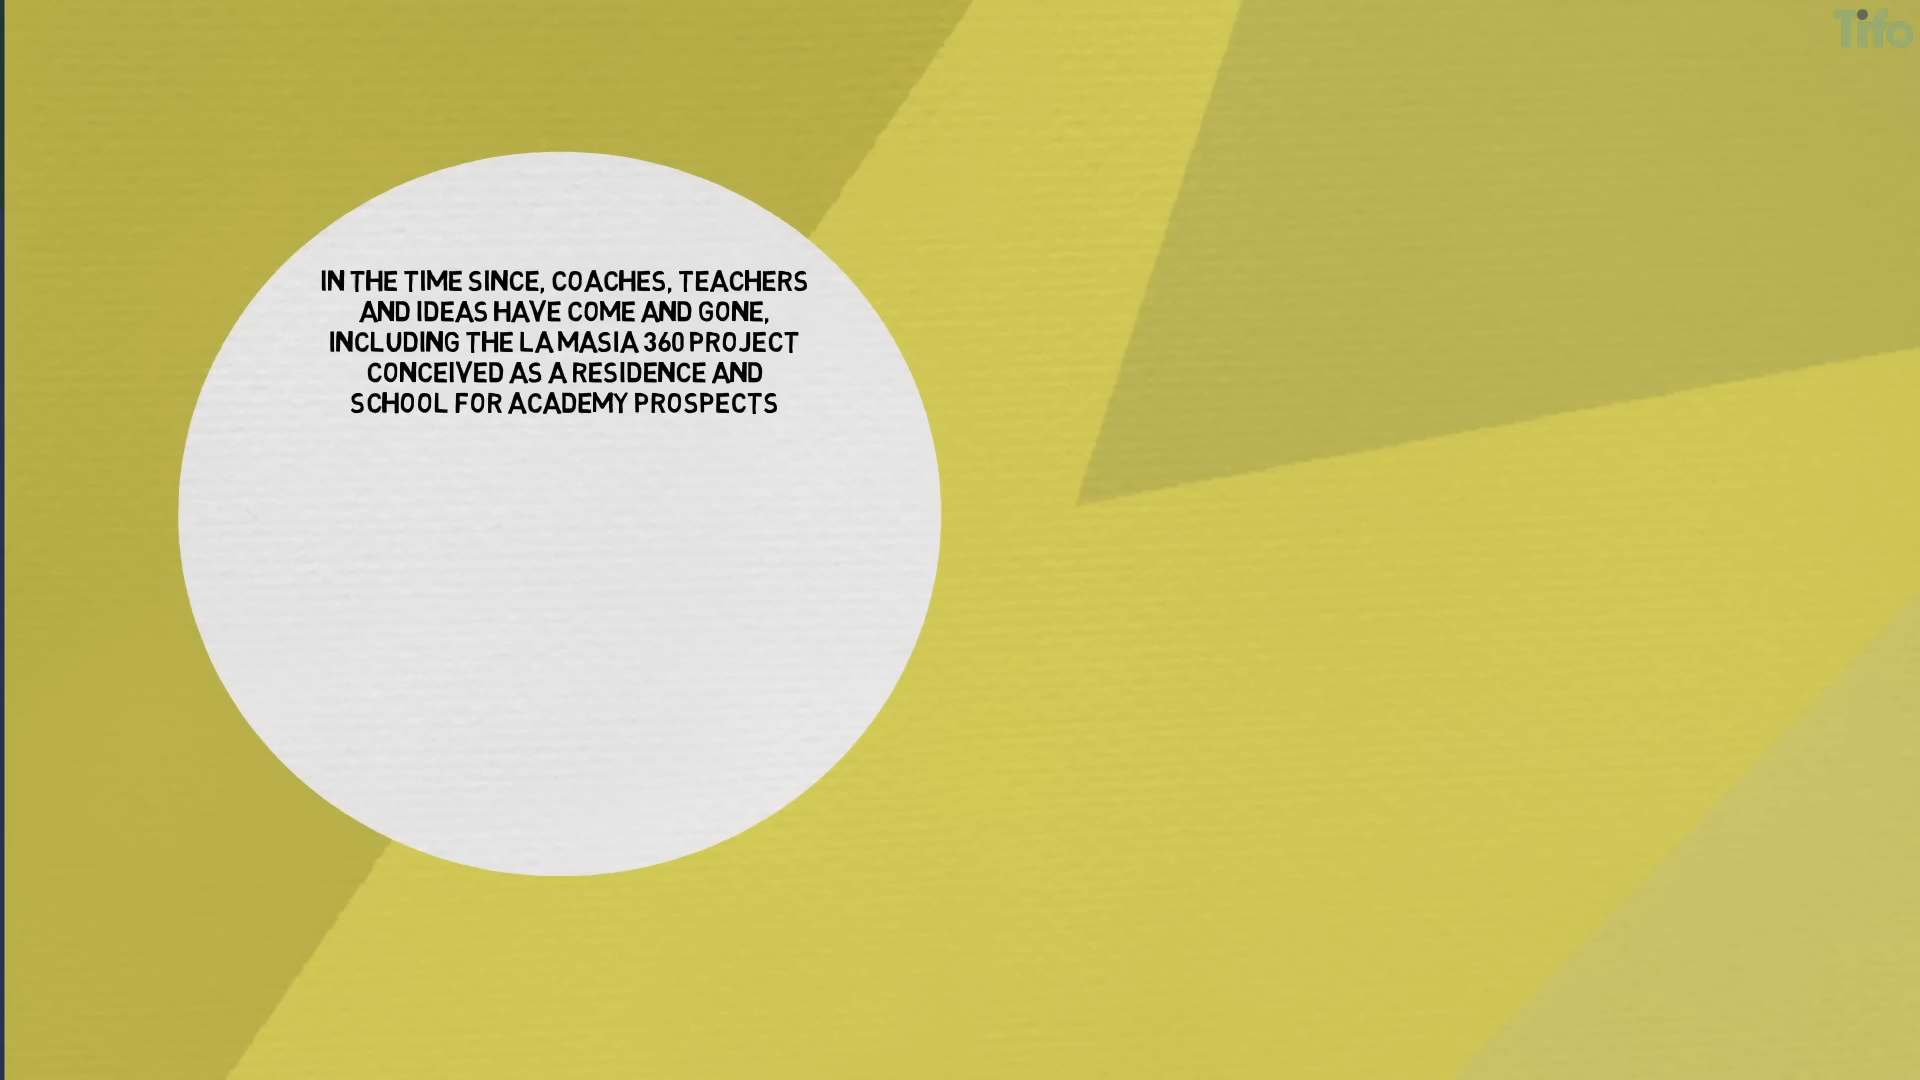 Tifo
IN THE TIME SINCE, COACHES, TEACHERS
AND IDEAS HAVE COME AND GONE,
INCLUDING THE LA MASIA 360 PROJECT
CONCEIVED AS A RESIDENCE AND
SCHOOL FOR ACADEMY PROSPECTS